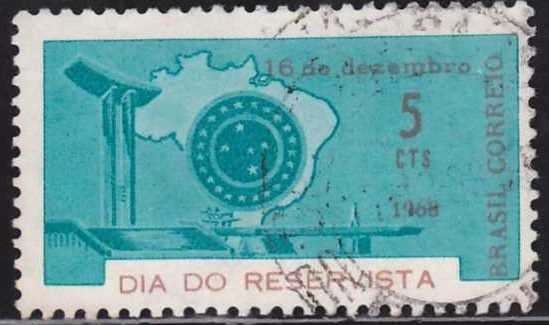 16 de dezembro
5
CTS
1968
BRASIL CORREIO
DIA DO RESERVISTA